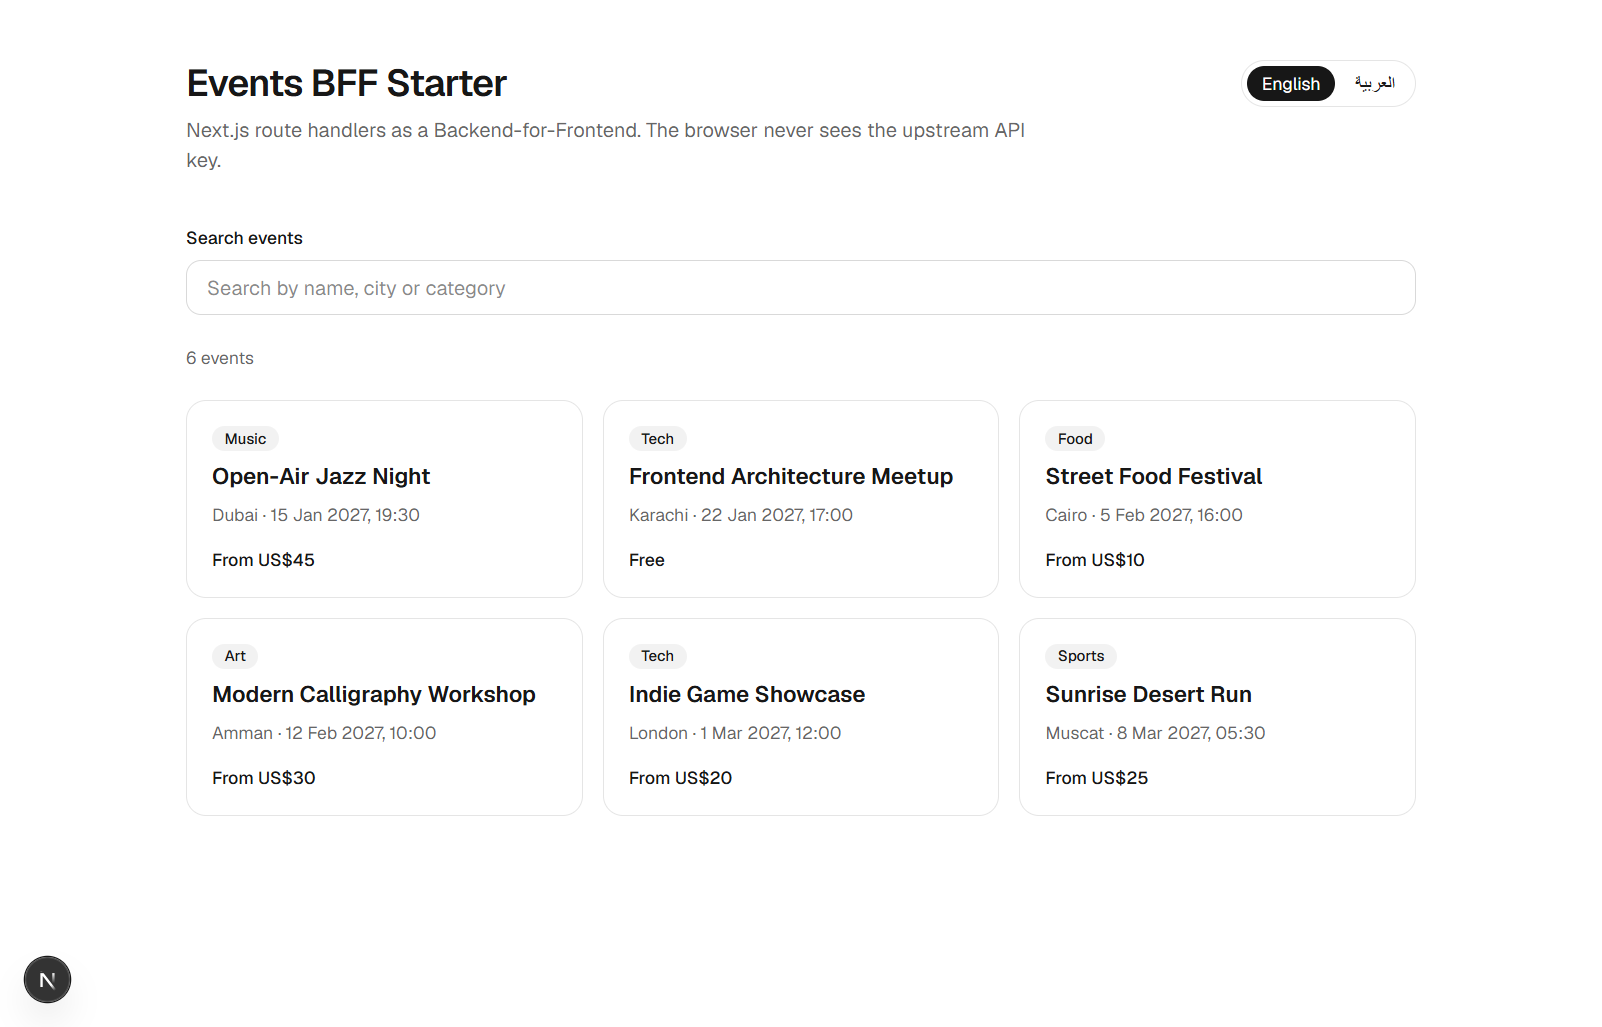 Events BFF Starter
English
العربية
Next.js route handlers as a Backend-for-Frontend. The browser never sees the upstream API
key.
Search events
Search by name, city or category
6 events
Music
Open-Air Jazz Night
Dubai · 15 Jan 2027, 19:30
From US$45
Tech
Frontend Architecture Meetup
Karachi · 22 Jan 2027, 17:00
Free
Food
Street Food Festival
Cairo · 5 Feb 2027, 16:00
From US$10
Art
Modern Calligraphy Workshop
Amman · 12 Feb 2027, 10:00
From US$30
Tech
Indie Game Showcase
London · 1 Mar 2027, 12:00
From US$20
Sports
Sunrise Desert Run
Muscat · 8 Mar 2027, 05:30
From US$25
N